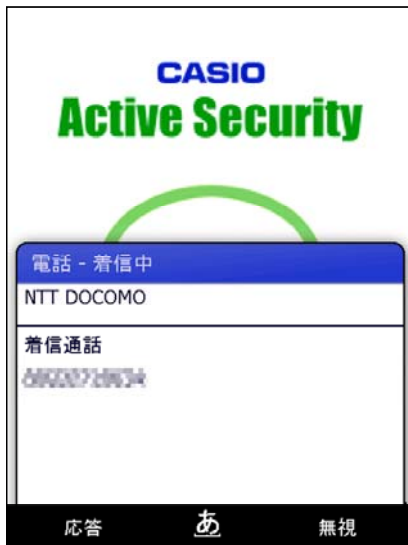 CASIO
Active Security
電話 - 着信中
NTT DOCOMO
着信通話
応答 あ 無視